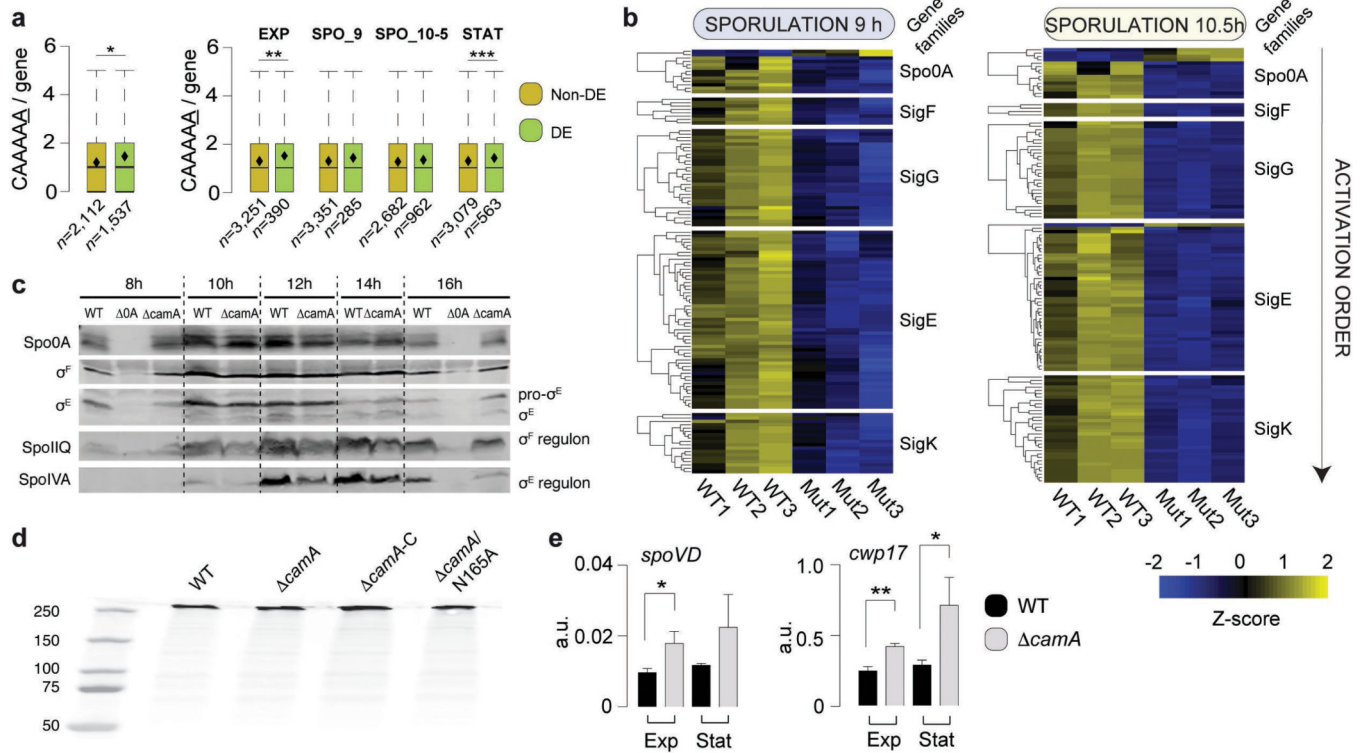 a
CAAAAA / gene
6
4
2
0
*
n=2,112
n=1,537
CAAAAA / gene
6
4
2
0
EXP SPO_9 SPO_10-5 STAT
** ***
n=3,251
n=390
n=3,351
n=285
n=2,682
n=962
n=3,079
n=563
Non-DE
DE
b
SPORULATION 9 h
Gene families
Spo0A
SigF
SigG
SigE
SigK
WT1 WT2 WT3 Mut1 Mut2 Mut3
SPORULATION 10.5h
Gene families
Spo0A
SigF
SigG
SigE
SigK
WT1 WT2 WT3 Mut1 Mut2 Mut3
ACTIVATION ORDER
-2 -1 0 1 2
Z-score
c
8h 10h 12h 14h 16h
WT Δ0A ΔcamA WT ΔcamA WT ΔcamA WT ΔcamA WT Δ0A ΔcamA
Spo0A
σF
σE pro-σE
σE
SpoIIQ σF regulon
SpoIVA σE regulon
d
WT ΔcamA ΔcamA-C ΔcamA/
N165A
250
150
100
75
50
e
spoVD
a.u.
0.04
0.02
0
*
Exp Stat
cwp17
a.u.
1.0
0.5
0
** *
Exp Stat
WT
ΔcamA